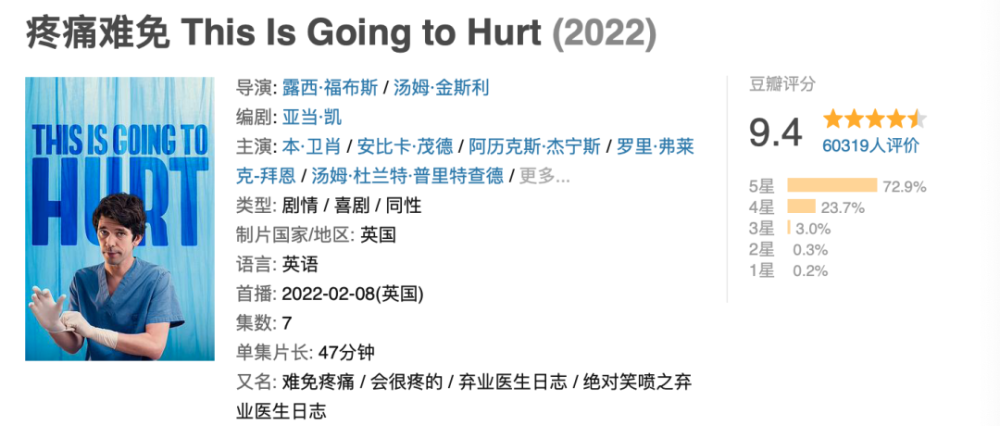 疼痛难免 This Is Going to Hurt (2022)
THIS IS GOING TO
HURT
导演: 露西·福布斯 / 汤姆·金斯利
编剧: 亚当·凯
主演: 本·卫肖 / 安比卡·茂德 / 阿历克斯·杰宁斯 / 罗里·弗莱
克-拜恩 / 汤姆·杜兰特·普里特查德 / 更多...
类型: 剧情 / 喜剧 / 同性
制片国家/地区: 英国
语言: 英语
首播: 2022-02-08(英国)
集数: 7
单集片长: 47分钟
又名: 难免疼痛 / 会很疼的 / 弃业医生日志 / 绝对笑喷之弃
业医生日志
豆瓣评分
9.4
60319人评价
5星 72.9%
4星 23.7%
3星 3.0%
2星 0.3%
1星 0.2%